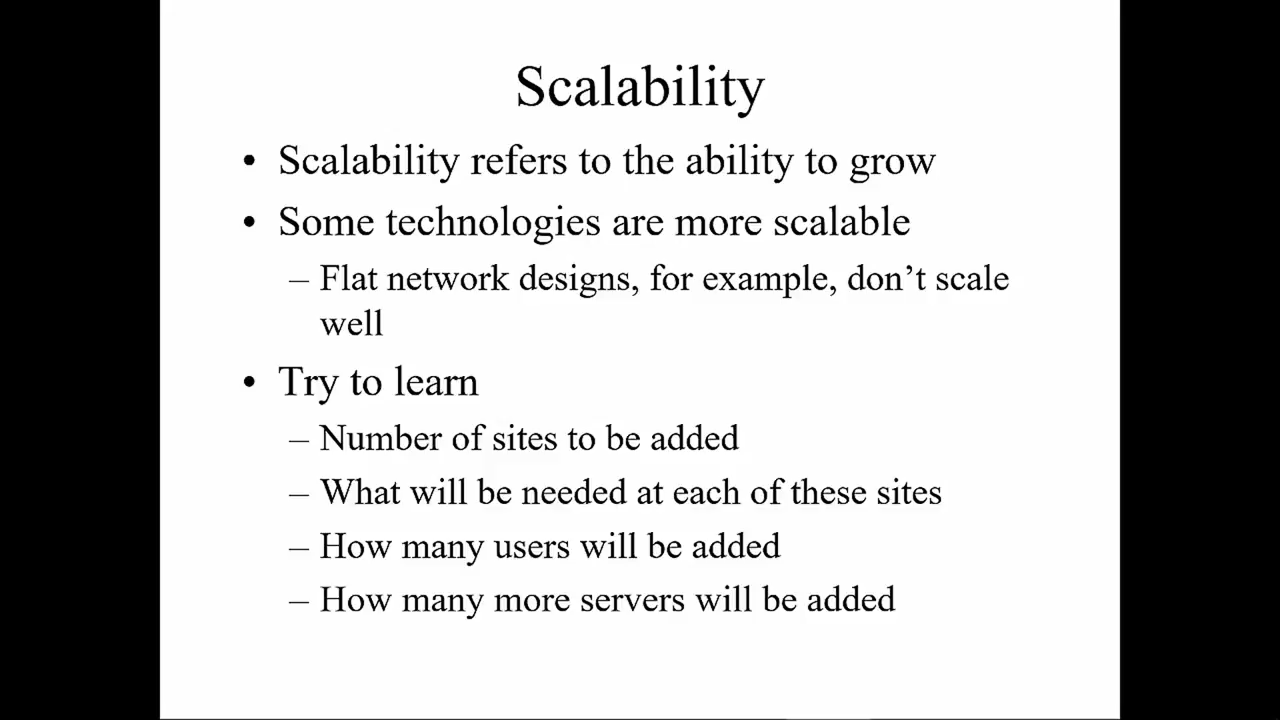 Scalability
• Scalability refers to the ability to grow
• Some technologies are more scalable
– Flat network designs, for example, don’t scale
well
• Try to learn
– Number of sites to be added
– What will be needed at each of these sites
– How many users will be added
– How many more servers will be added